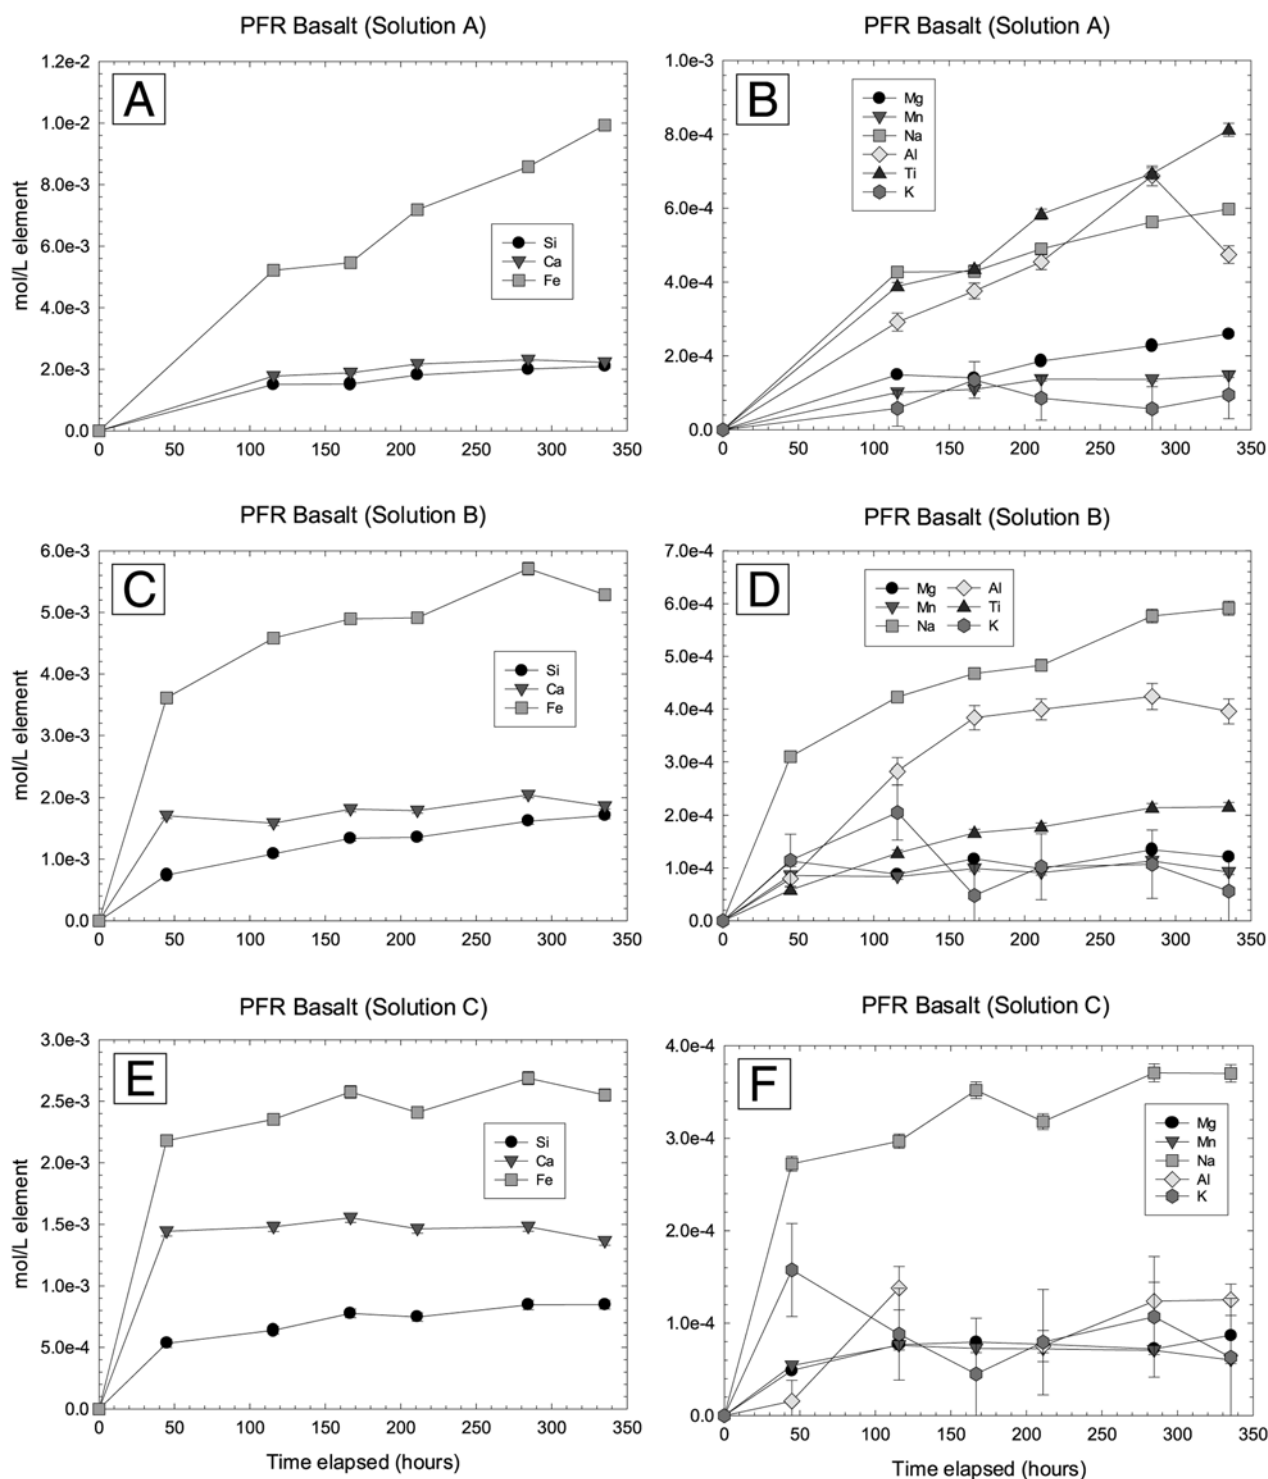 PFR Basalt (Solution A)
A
mol/L element
1.2e-2
1.0e-2
8.0e-3
6.0e-3
4.0e-3
2.0e-3
0.0
Si
Ca
Fe
0 50 100 150 200 250 300 350
PFR Basalt (Solution A)
B
1.0e-3
8.0e-4
6.0e-4
4.0e-4
2.0e-4
0.0
Mg
Mn
Na
Al
Ti
K
0 50 100 150 200 250 300 350
PFR Basalt (Solution B)
C
mol/L element
6.0e-3
5.0e-3
4.0e-3
3.0e-3
2.0e-3
1.0e-3
0.0
Si
Ca
Fe
0 50 100 150 200 250 300 350
PFR Basalt (Solution B)
D
7.0e-4
6.0e-4
5.0e-4
4.0e-4
3.0e-4
2.0e-4
1.0e-4
0.0
Mg Al
Mn Ti
Na K
0 50 100 150 200 250 300 350
PFR Basalt (Solution C)
E
mol/L element
3.0e-3
2.5e-3
2.0e-3
1.5e-3
1.0e-3
5.0e-4
0.0
Si
Ca
Fe
0 50 100 150 200 250 300 350
Time elapsed (hours)
PFR Basalt (Solution C)
F
4.0e-4
3.0e-4
2.0e-4
1.0e-4
0.0
Mg
Mn
Na
Al
K
0 50 100 150 200 250 300 350
Time elapsed (hours)